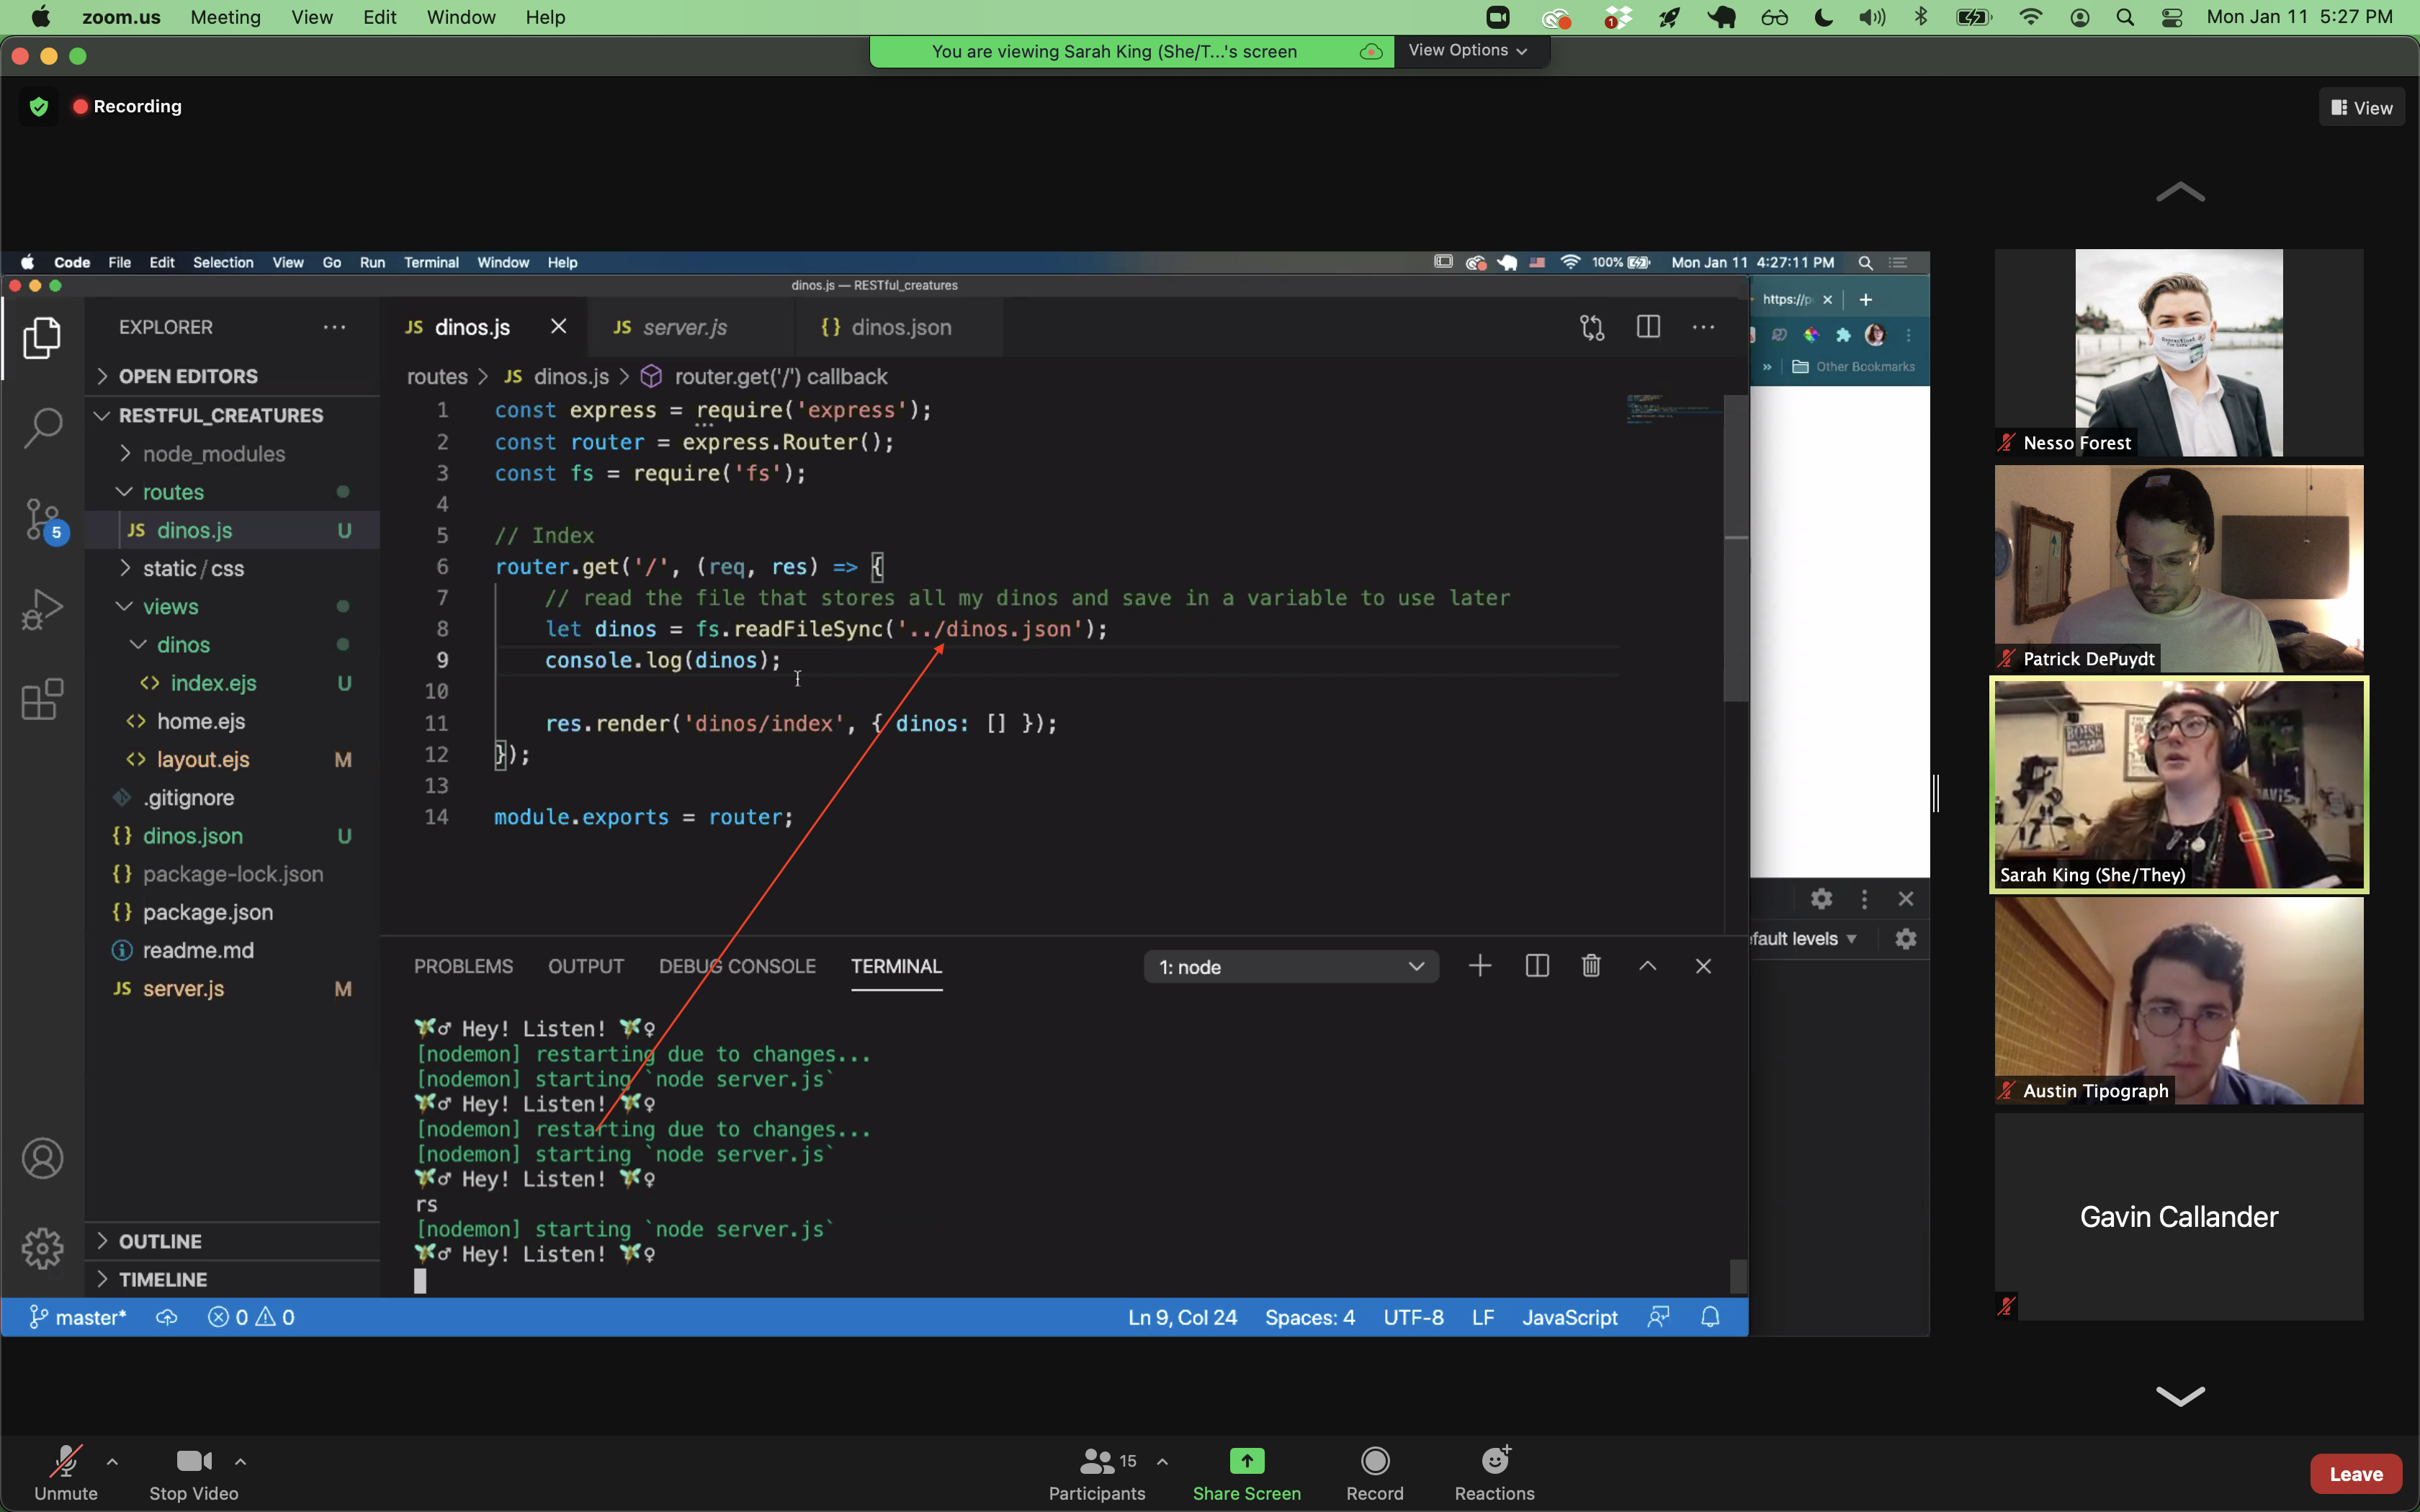 zoom.us Meeting View Edit Window Help
1
Mon Jan 11 5:27 PM
You are viewing Sarah King (She/T...'s screen
View Options
Recording
View
Code File Edit Selection View Go Run Terminal Window Help
100%
Mon Jan 11 4:27:11 PM
dinos.js — RESTful_creatures
EXPLORER
OPEN EDITORS
RESTFUL_CREATURES
node_modules
routes
JS dinos.js U
static/css
views
dinos
<> index.ejs U
<> home.ejs
<> layout.ejs M
.gitignore
{} dinos.json U
{} package-lock.json
{} package.json
readme.md
JS server.js M
OUTLINE
TIMELINE
5
JS dinos.js
JS server.js
{} dinos.json
routes > JS dinos.js > router.get('/') callback
1 const express = require('express');
2 const router = express.Router();
3 const fs = require('fs');
4
5 // Index
6 router.get('/', (req, res) => {
7 // read the file that stores all my dinos and save in a variable to use later
8 let dinos = fs.readFileSync('../dinos.json');
9 console.log(dinos);
10
11 res.render('dinos/index', { dinos: [] });
12 });
13
14 module.exports = router;
PROBLEMS OUTPUT DEBUG CONSOLE TERMINAL
1: node
Hey! Listen!
[nodemon] restarting due to changes...
[nodemon] starting `node server.js`
Hey! Listen!
[nodemon] restarting due to changes...
[nodemon] starting `node server.js`
Hey! Listen!
rs
[nodemon] starting `node server.js`
Hey! Listen!
master* 0 0
Ln 9, Col 24 Spaces: 4 UTF-8 LF JavaScript
https://p
» Other Bookmarks
fault levels
Nesso Forest
Patrick DePuydt
BOISE
IDAHO
Sarah King (She/They)
Austin Tipograph
Gavin Callander
Unmute
Stop Video
15
Participants
Share Screen
Record
Reactions
Leave